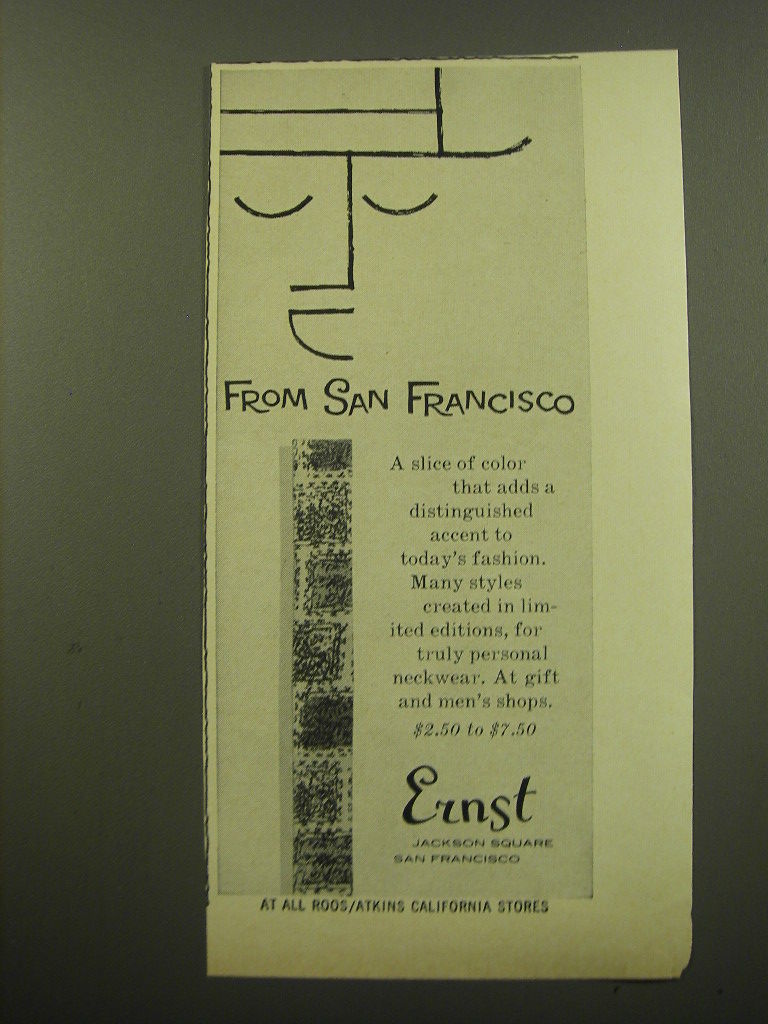 FROM SAN FRANCISCO
A slice of color
that adds a
distinguished
accent to
today's fashion.
Many styles
created in lim-
ited editions, for
truly personal
neckwear. At gift
and men's shops.
$2.50 to $7.50
Ernst
JACKSON SQUARE
SAN FRANCISCO
AT ALL ROOS/ATKINS CALIFORNIA STORES